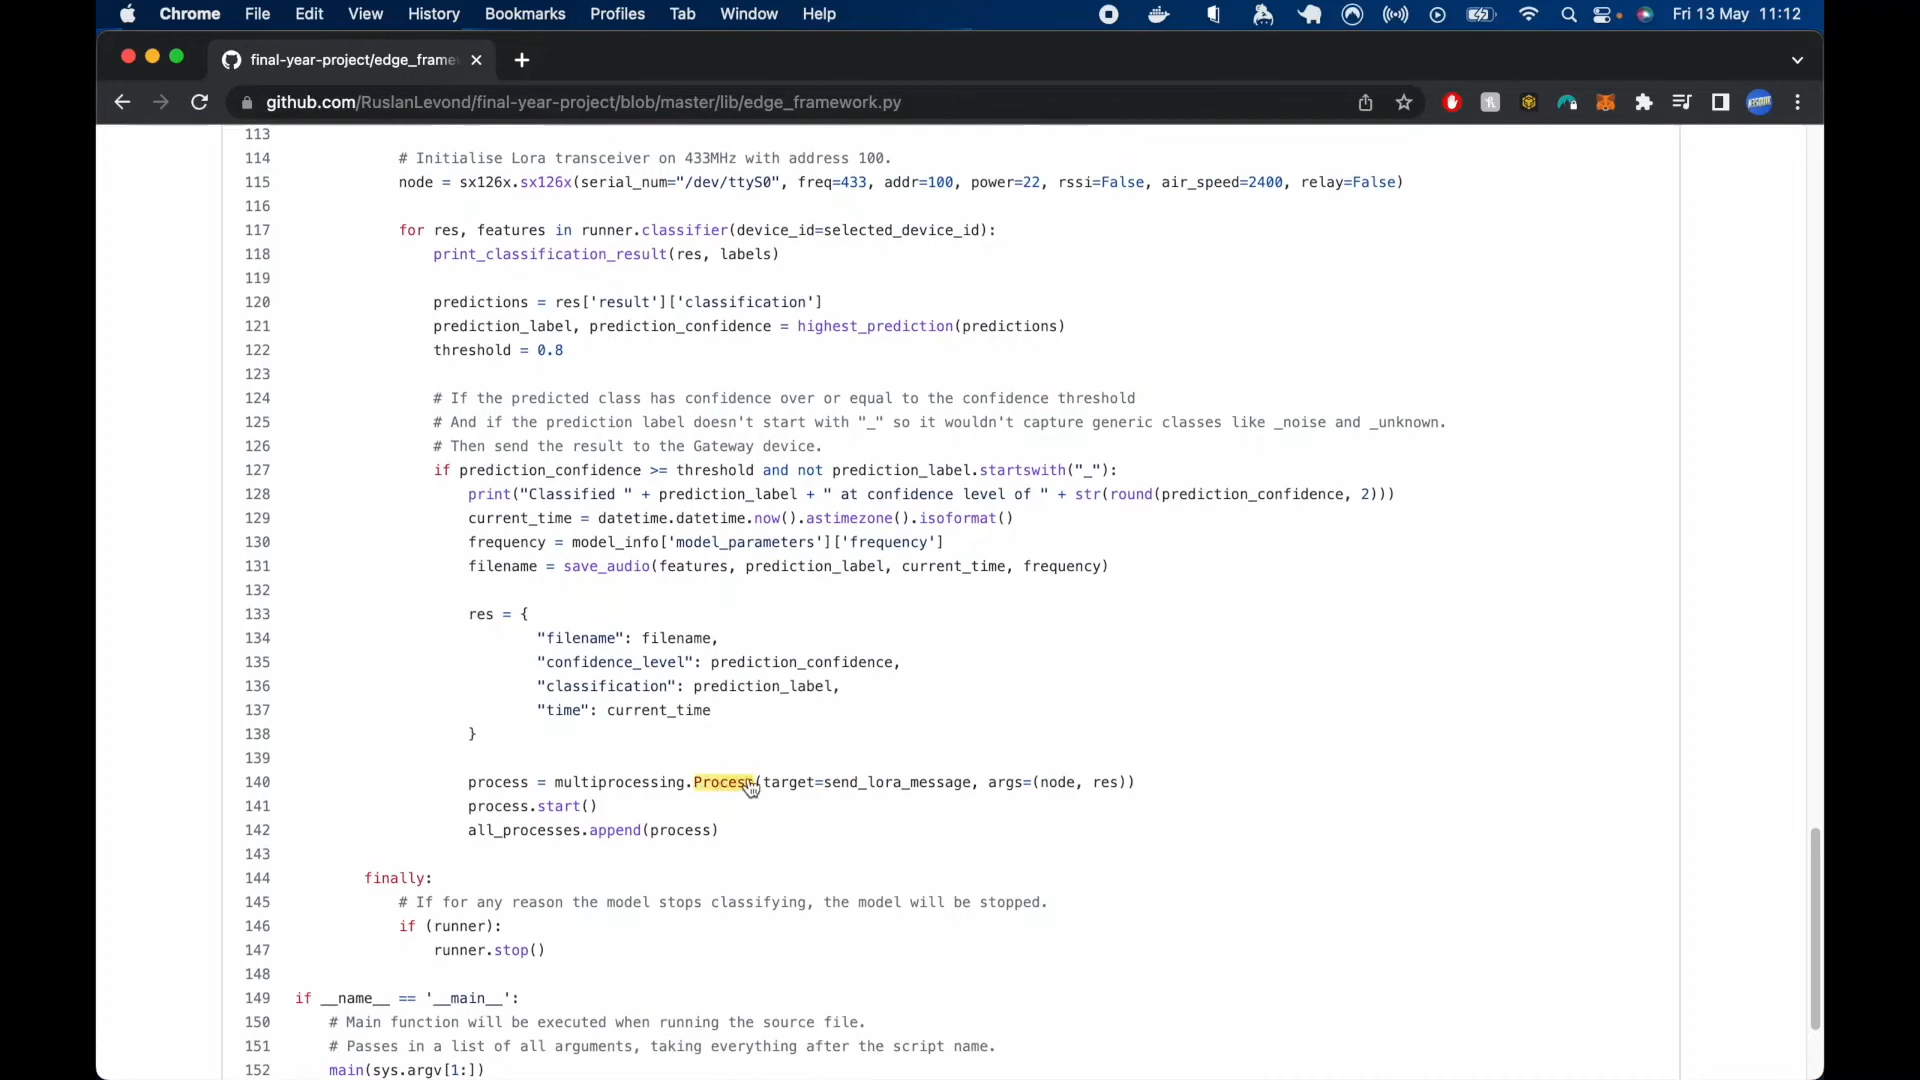 Chrome File Edit View History Bookmarks Profiles Tab Window Help Fri 13 May 11:12
final-year-project/edge_frame
github.com/RuslanLevond/final-year-project/blob/master/lib/edge_framework.py
113
114 # Initialise Lora transceiver on 433MHz with address 100.
115 node = sx126x.sx126x(serial_num="/dev/ttyS0", freq=433, addr=100, power=22, rssi=False, air_speed=2400, relay=False)
116
117 for res, features in runner.classifier(device_id=selected_device_id):
118 print_classification_result(res, labels)
119
120 predictions = res['result']['classification']
121 prediction_label, prediction_confidence = highest_prediction(predictions)
122 threshold = 0.8
123
124 # If the predicted class has confidence over or equal to the confidence threshold
125 # And if the prediction label doesn't start with "_" so it wouldn't capture generic classes like _noise and _unknown.
126 # Then send the result to the Gateway device.
127 if prediction_confidence >= threshold and not prediction_label.startswith("_"):
128 print("Classified " + prediction_label + " at confidence level of " + str(round(prediction_confidence, 2)))
129 current_time = datetime.datetime.now().astimezone().isoformat()
130 frequency = model_info['model_parameters']['frequency']
131 filename = save_audio(features, prediction_label, current_time, frequency)
132
133 res = {
134 "filename": filename,
135 "confidence_level": prediction_confidence,
136 "classification": prediction_label,
137 "time": current_time
138 }
139
140 process = multiprocessing.Process(target=send_lora_message, args=(node, res))
141 process.start()
142 all_processes.append(process)
143
144 finally:
145 # If for any reason the model stops classifying, the model will be stopped.
146 if (runner):
147 runner.stop()
148
149 if __name__ == '__main__':
150 # Main function will be executed when running the source file.
151 # Passes in a list of all arguments, taking everything after the script name.
152 main(sys.argv[1:])